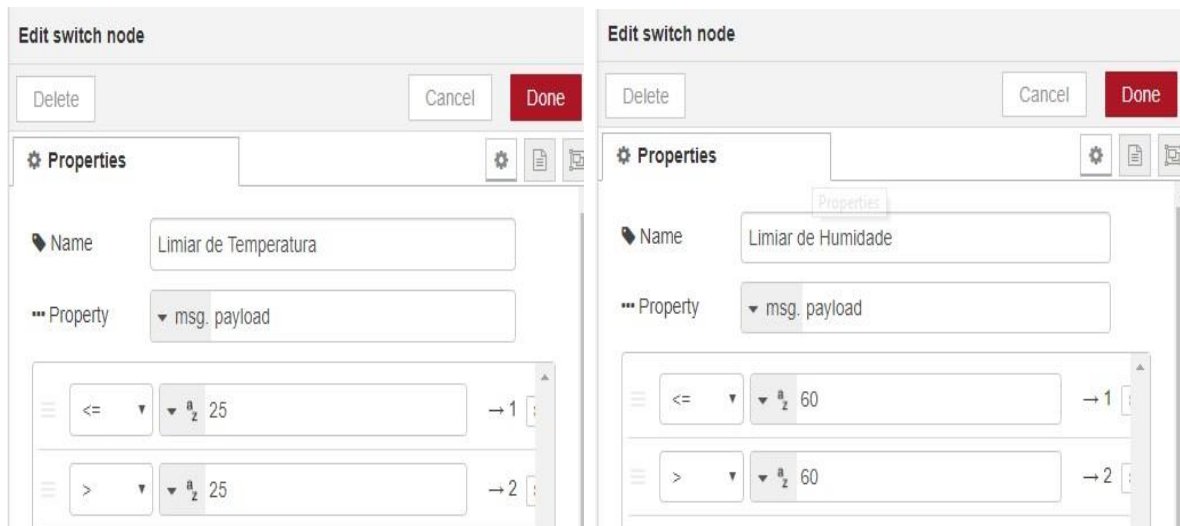 Edit switch node
Delete Cancel Done
Properties
Name Limiar de Temperatura
Property msg. payload
<= a z 25 → 1
> a z 25 → 2
Edit switch node
Delete Cancel Done
Properties
Properties
Name Limiar de Humidade
Property msg. payload
<= a z 60 → 1
> a z 60 → 2